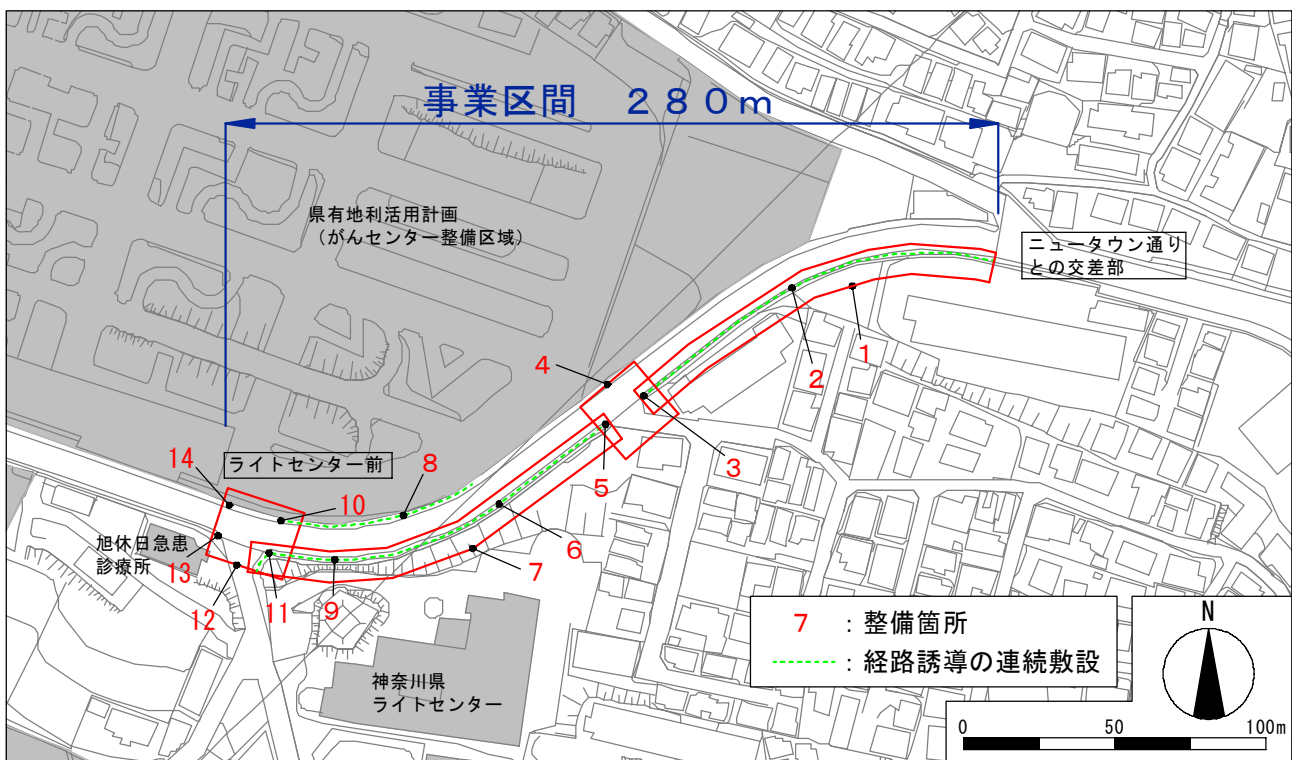 事業区間　２８０ｍ
県有地利活用計画
（がんセンター整備区域）
ニュータウン通り
との交差部
1
2
3
4
5
6
7
8
9
10
11
12
13
14
ライトセンター前
旭休日急患
診療所
神奈川県
ライトセンター
7 ：整備箇所
：経路誘導の連続敷設
N
0 50 100m